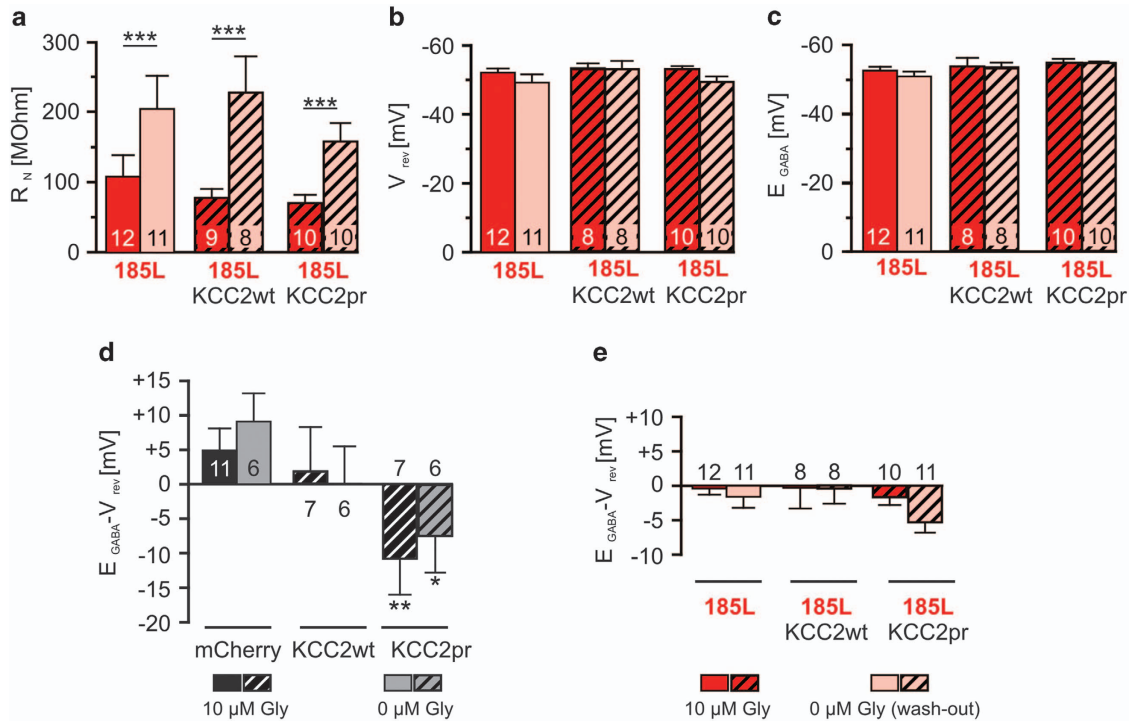 a
R N [MOhm]
300
200
100
0
***
***
***
12
11
9
8
10
10
185L
185L
KCC2wt
185L
KCC2pr
b
V rev [mV]
-60
-40
-20
0
12
11
8
8
10
10
185L
185L
KCC2wt
185L
KCC2pr
c
E GABA [mV]
-60
-40
-20
0
12
11
8
8
10
10
185L
185L
KCC2wt
185L
KCC2pr
d
E GABA-V rev [mV]
+15
+10
+5
0
-5
-10
-15
-20
11
6
7
6
7
6
**
*
mCherry
KCC2wt
KCC2pr
10 µM Gly
0 µM Gly
e
E GABA-V rev [mV]
+10
+5
0
-5
-10
12
11
8
8
10
11
185L
185L
KCC2wt
185L
KCC2pr
10 µM Gly
0 µM Gly (wash-out)